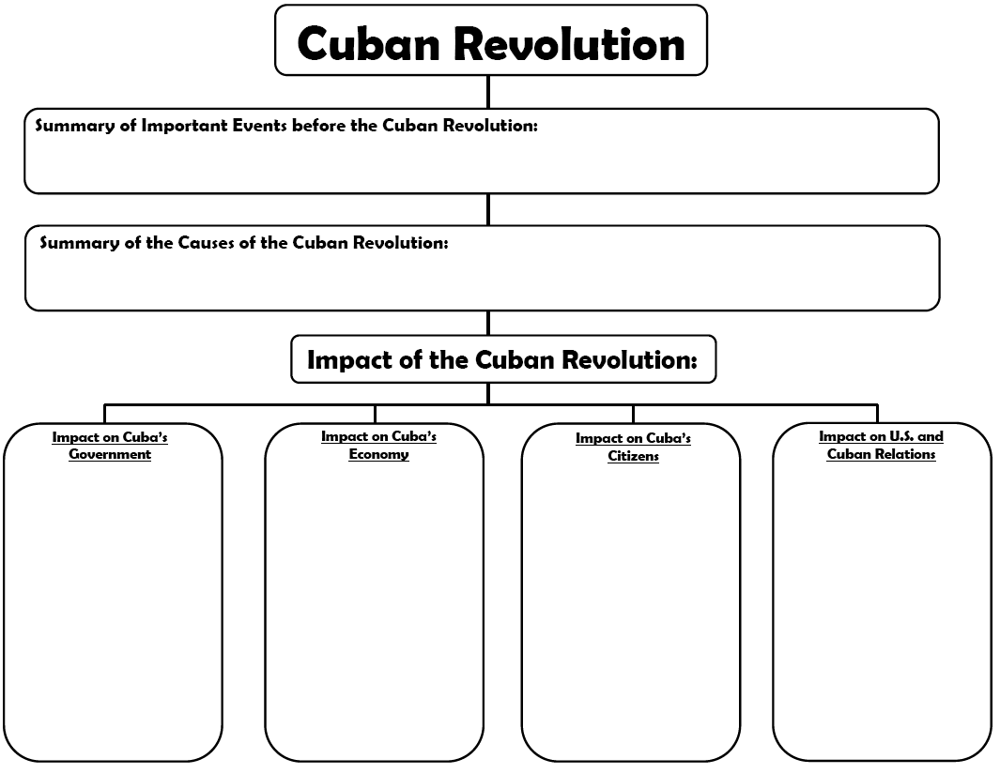 Cuban Revolution
Summary of Important Events before the Cuban Revolution:
Summary of the Causes of the Cuban Revolution:
Impact of the Cuban Revolution:
Impact on Cuba's
Government
Impact on Cuba's
Economy
Impact on Cuba's
Citizens
Impact on U.S. and
Cuban Relations